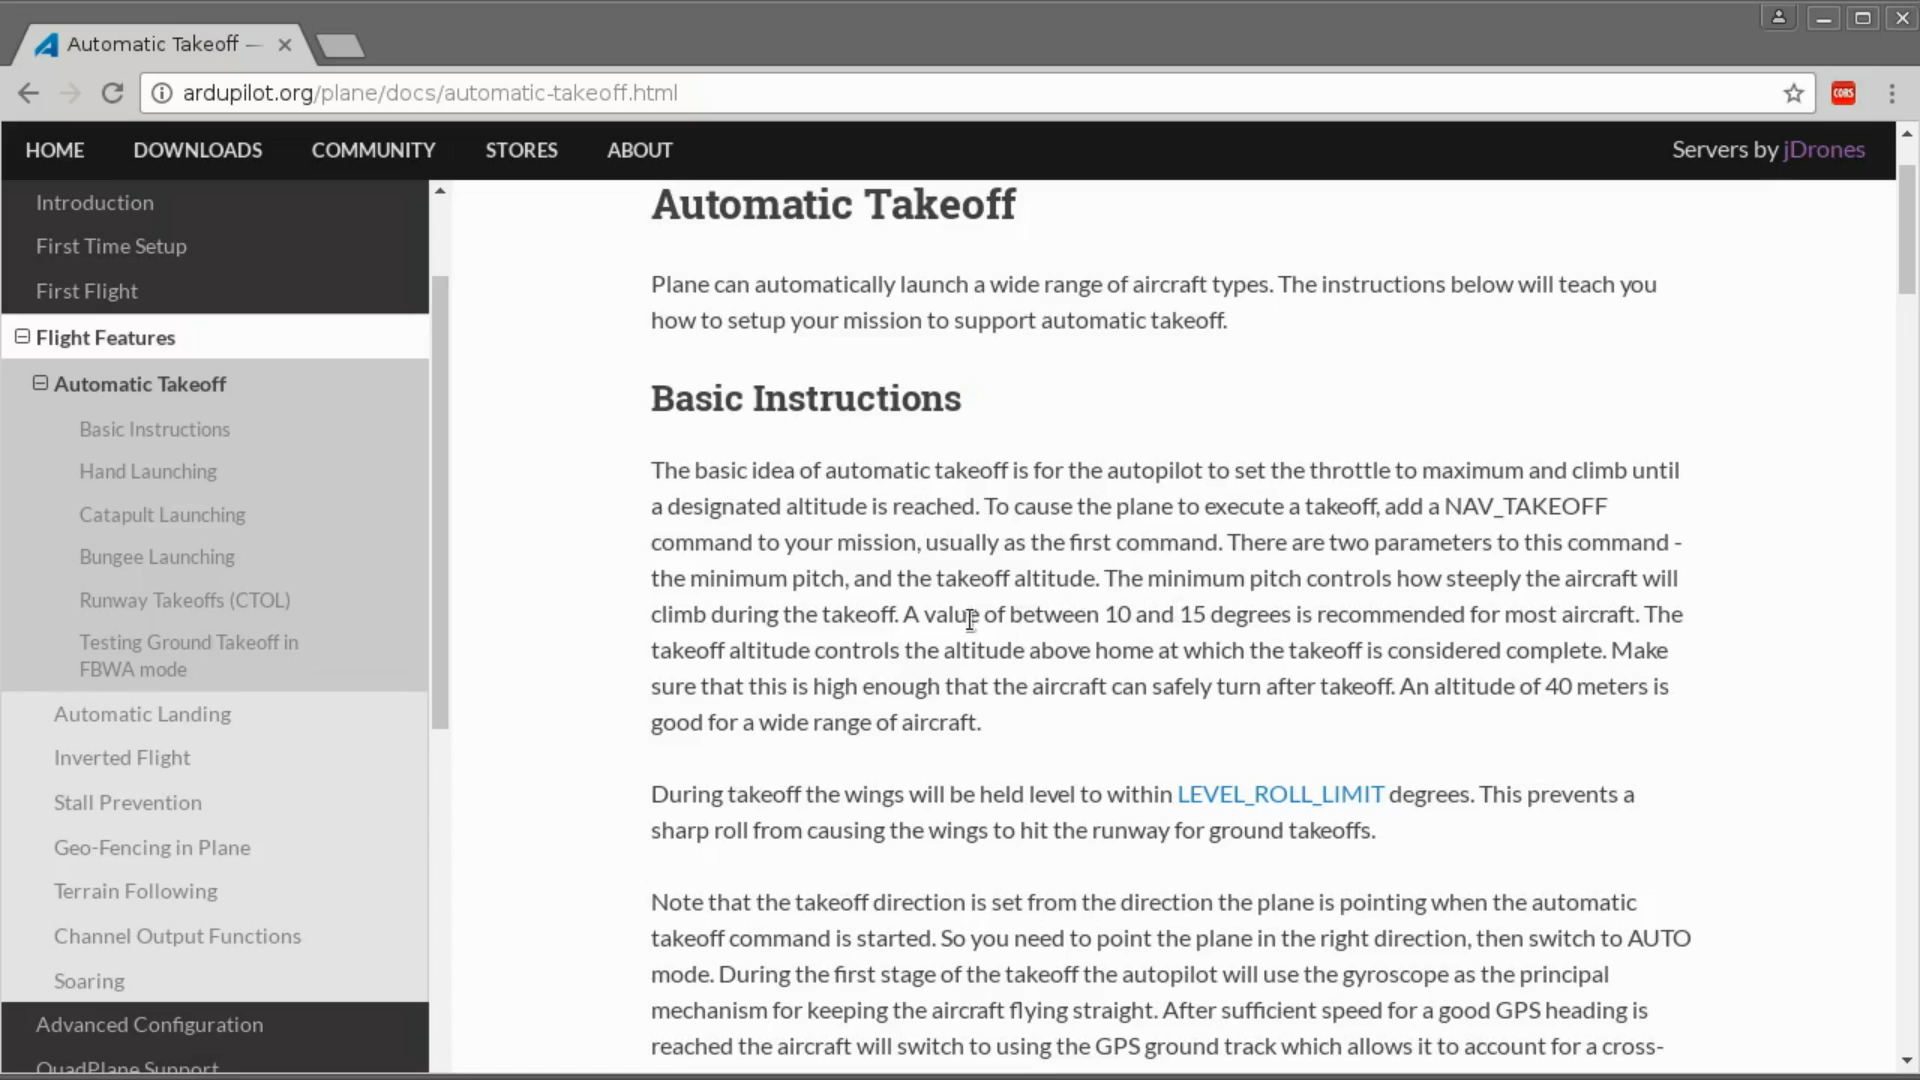 Automatic Takeoff —
ardupilot.org/plane/docs/automatic-takeoff.html
CORS
HOME
DOWNLOADS
COMMUNITY
STORES
ABOUT
Servers by jDrones
Introduction
First Time Setup
First Flight
Flight Features
Automatic Takeoff
Basic Instructions
Hand Launching
Catapult Launching
Bungee Launching
Runway Takeoffs (CTOL)
Testing Ground Takeoff in
FBWA mode
Automatic Landing
Inverted Flight
Stall Prevention
Geo-Fencing in Plane
Terrain Following
Channel Output Functions
Soaring
Advanced Configuration
QuadPlane Support
Automatic Takeoff
Plane can automatically launch a wide range of aircraft types. The instructions below will teach you
how to setup your mission to support automatic takeoff.
Basic Instructions
The basic idea of automatic takeoff is for the autopilot to set the throttle to maximum and climb until
a designated altitude is reached. To cause the plane to execute a takeoff, add a NAV_TAKEOFF
command to your mission, usually as the first command. There are two parameters to this command -
the minimum pitch, and the takeoff altitude. The minimum pitch controls how steeply the aircraft will
climb during the takeoff. A value of between 10 and 15 degrees is recommended for most aircraft. The
takeoff altitude controls the altitude above home at which the takeoff is considered complete. Make
sure that this is high enough that the aircraft can safely turn after takeoff. An altitude of 40 meters is
good for a wide range of aircraft.
During takeoff the wings will be held level to within LEVEL_ROLL_LIMIT degrees. This prevents a
sharp roll from causing the wings to hit the runway for ground takeoffs.
Note that the takeoff direction is set from the direction the plane is pointing when the automatic
takeoff command is started. So you need to point the plane in the right direction, then switch to AUTO
mode. During the first stage of the takeoff the autopilot will use the gyroscope as the principal
mechanism for keeping the aircraft flying straight. After sufficient speed for a good GPS heading is
reached the aircraft will switch to using the GPS ground track which allows it to account for a cross-